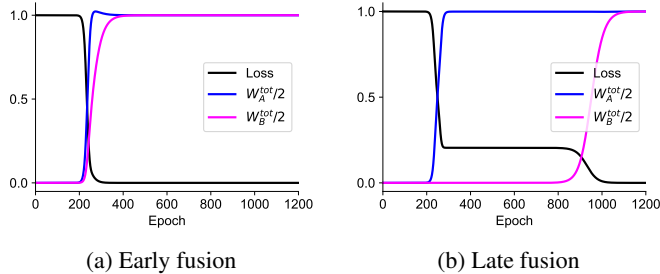 1.0
0.5
0.0
0 200 400 600 800 1000 1200
Epoch
Loss
W_A^{tot}/2
W_B^{tot}/2
(a) Early fusion
1.0
0.5
0.0
0 200 400 600 800 1000 1200
Epoch
Loss
W_A^{tot}/2
W_B^{tot}/2
(b) Late fusion